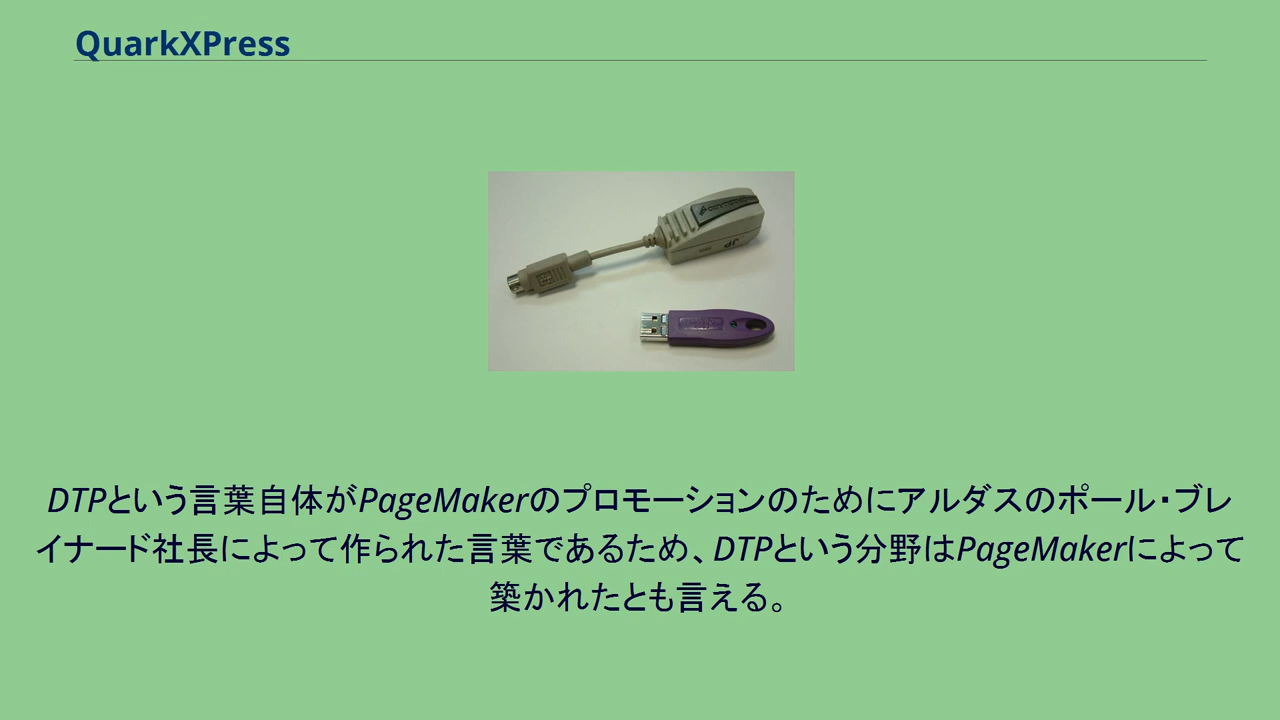 QuarkXPress
DTPという言葉自体がPageMakerのプロモーションのためにアルダスのポール・ブレ
イナード社長によって作られた言葉であるため、DTPという分野はPageMakerによって
築かれたとも言える。